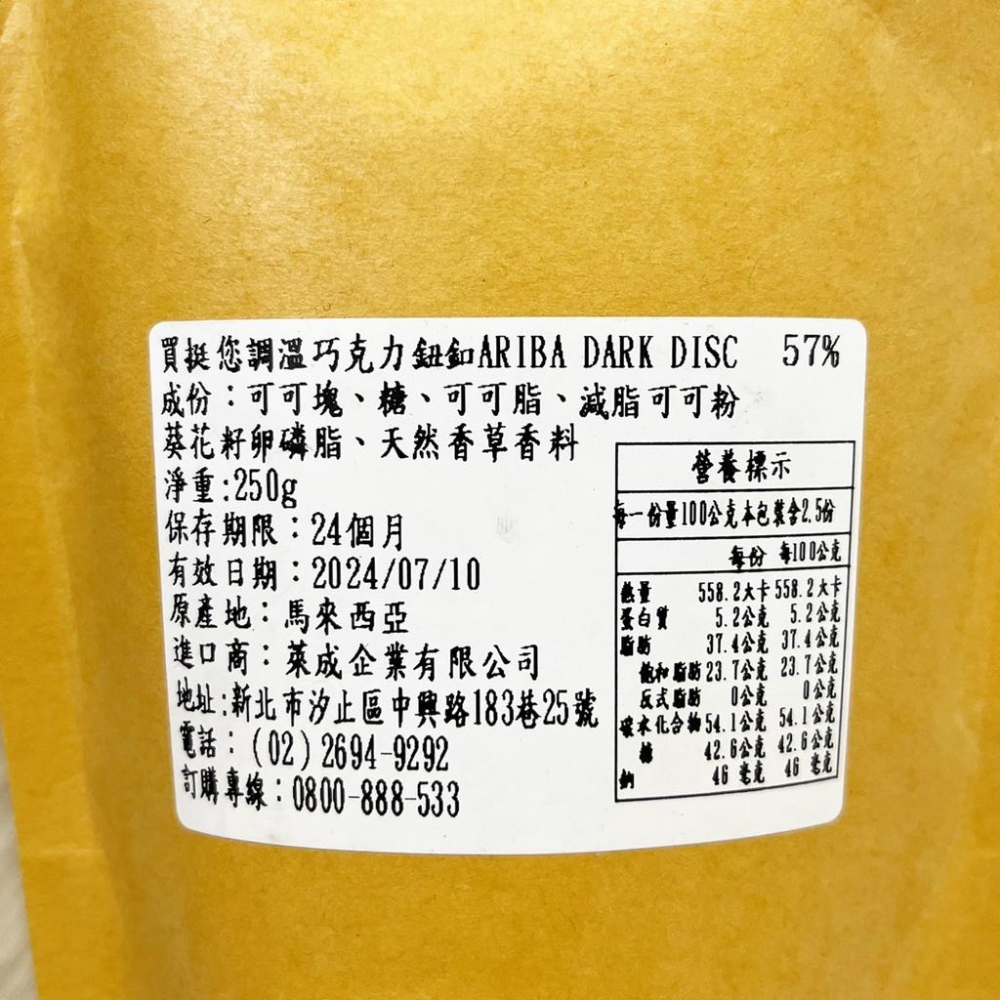 買挺您調溫巧克力鈕釦ARIBA DARK DISC 57%
成份：可可塊、糖、可可脂、減脂可可粉
葵花籽卵磷脂、天然香草香料
淨重:250g
保存期限：24個月
有效日期：2024/07/10
原產地：馬來西亞
進口商：萊成企業有限公司
地址:新北市汐止區中興路183巷25號
電話：(02)2694-9292
訂購專線：0800-888-533
營養標示
每一份量100公克本包裝含2.5份
每份 每100公克
熱量 558.2大卡 558.2大卡
蛋白質 5.2公克 5.2公克
脂肪 37.4公克 37.4公克
飽和脂肪 23.7公克 23.7公克
反式脂肪 0公克 0公克
碳水化合物 54.1公克 54.1公克
糖 42.6公克 42.6公克
鈉 46 毫克 46 毫克